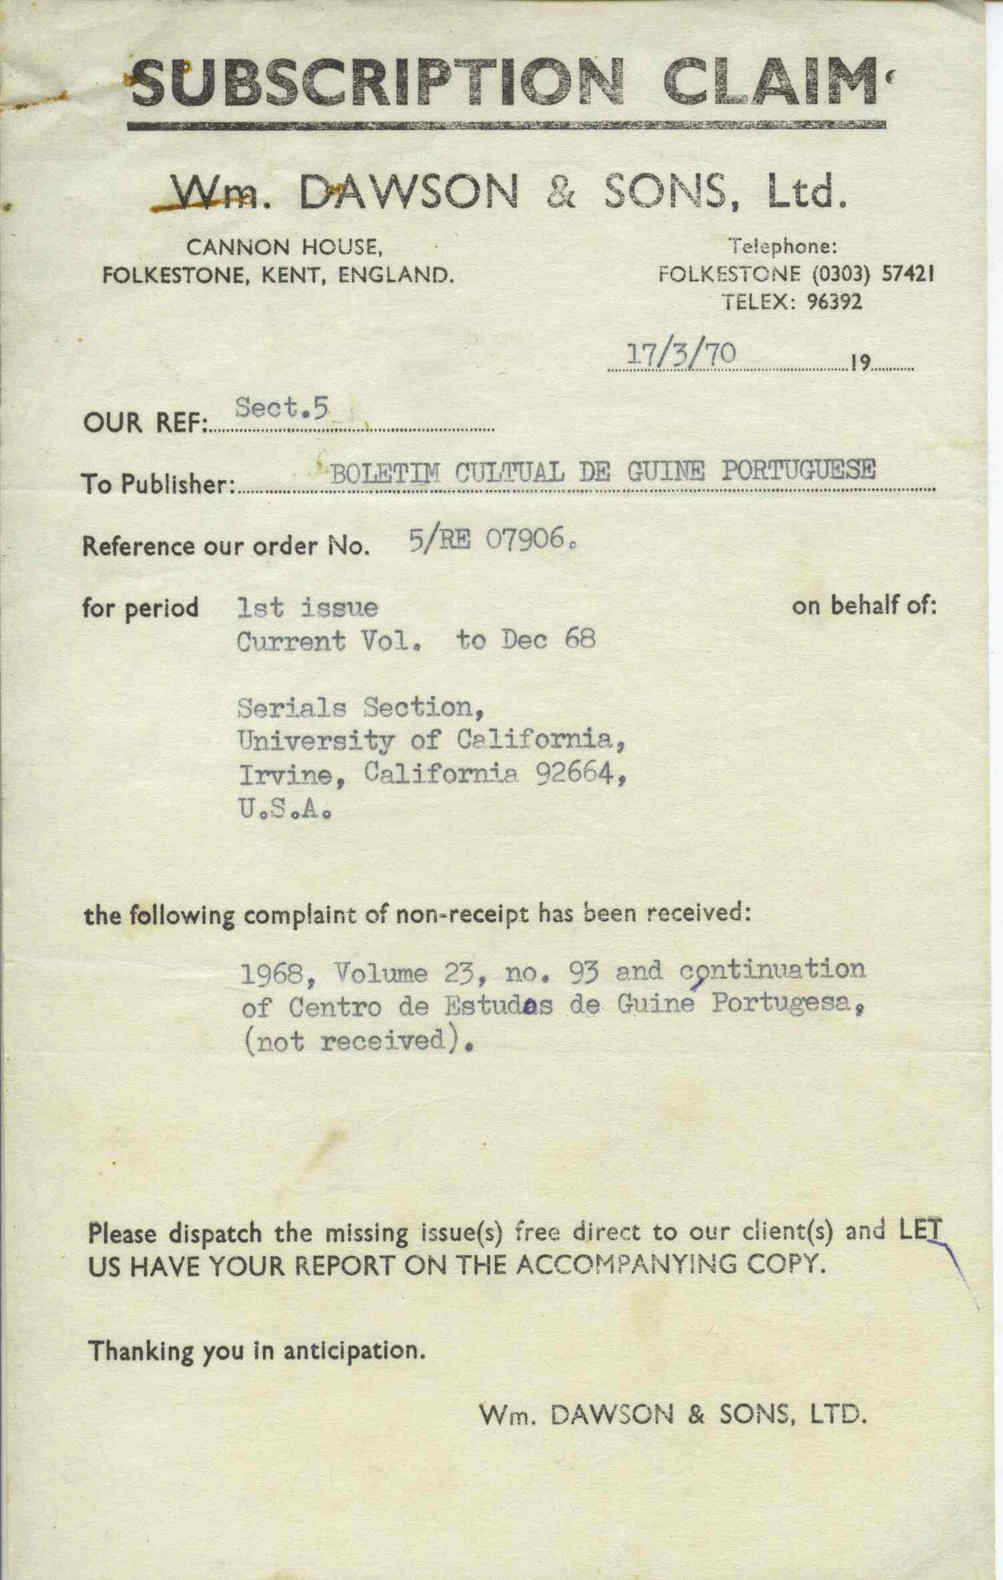 SUBSCRIPTION CLAIM
Wm. DAWSON & SONS, Ltd.
CANNON HOUSE,
FOLKESTONE, KENT, ENGLAND.
Telephone:
FOLKESTONE (0303) 57421
TELEX: 96392
17/3/70 19
OUR REF: Sect.5
To Publisher: BOLETIM CULTUAL DE GUINE PORTUGUESE
Reference our order No. 5/RE 07906.
for period 1st issue on behalf of:
Current Vol. to Dec 68
Serials Section,
University of California,
Irvine, California 92664,
U.S.A.
the following complaint of non-receipt has been received:
1968, Volume 23, no. 93 and continuation
of Centro de Estudos de Guine Portugesa,
(not received).
Please dispatch the missing issue(s) free direct to our client(s) and LET
US HAVE YOUR REPORT ON THE ACCOMPANYING COPY.
Thanking you in anticipation.
Wm. DAWSON & SONS, LTD.